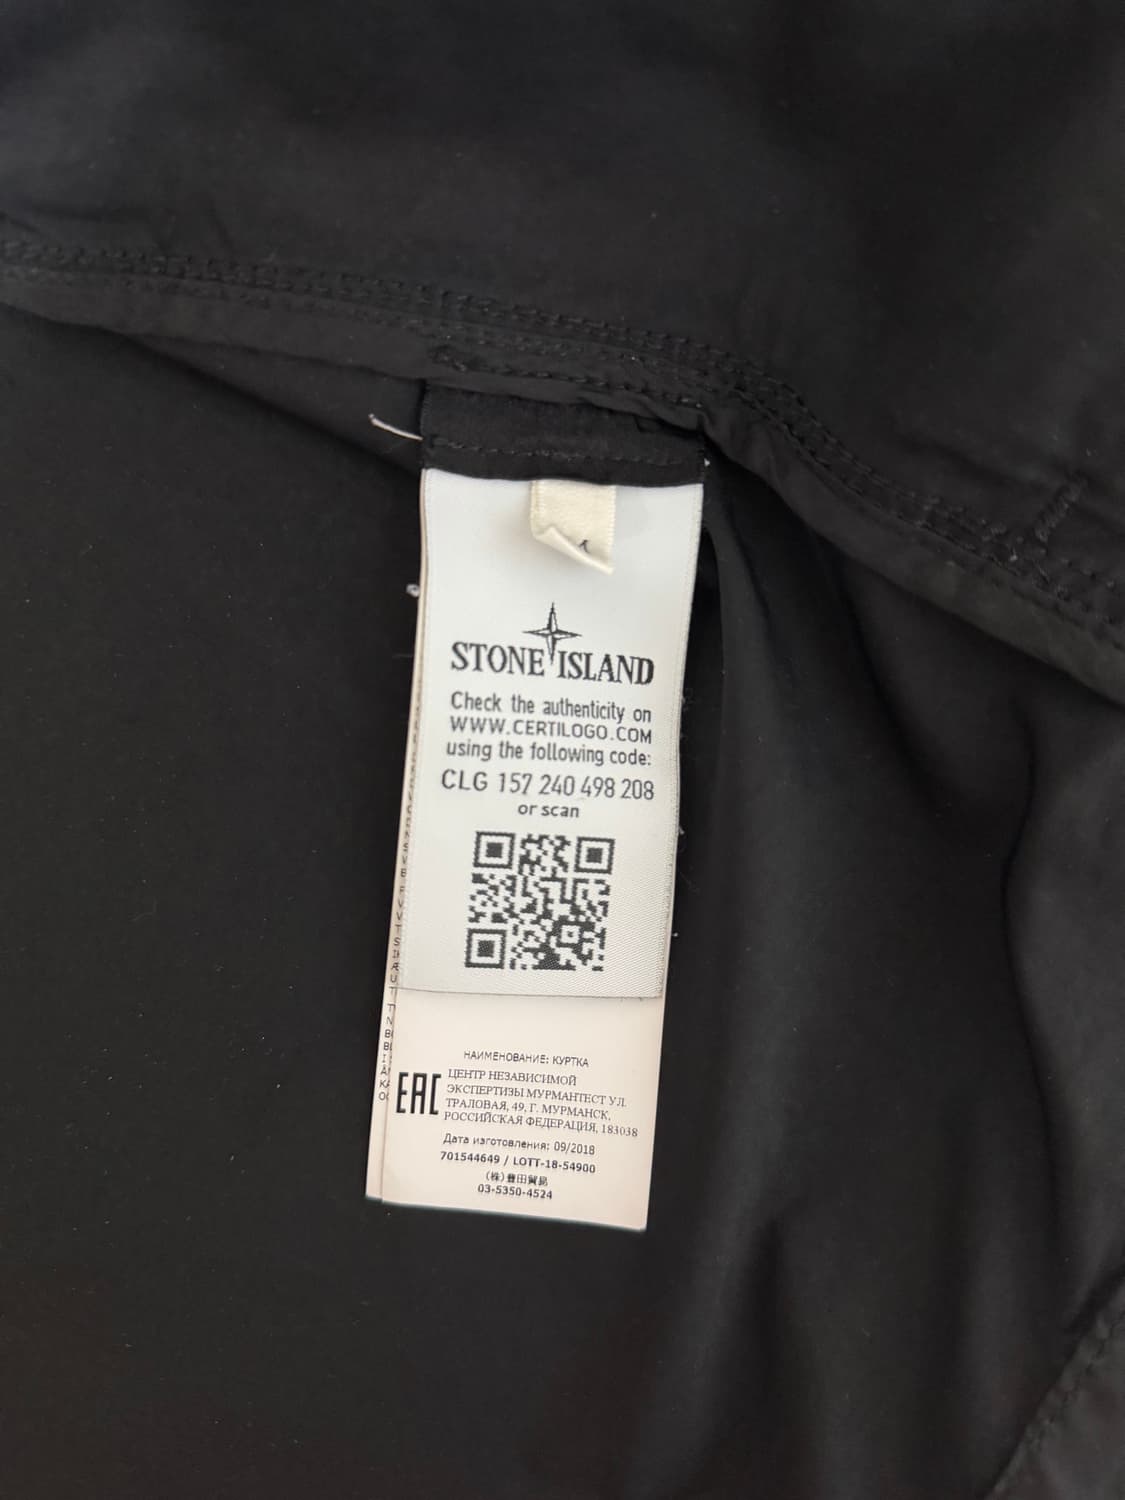 STONE ISLAND
Check the authenticity on
WWW.CERTILOGO.COM
using the following code:
CLG 157 240 498 208
or scan
НАИМЕНОВАНИЕ: КУРТКА
EAC
ЦЕНТР НЕЗАВИСИМОЙ
ЭКСПЕРТИЗЫ МУРМАНТЕСТ УЛ.
ТРАЛОВАЯ, 49, Г. МУРМАНСК,
РОССИЙСКАЯ ФЕДЕРАЦИЯ, 183038
Дата изготовления: 09/2018
701544649 / LOTT-18-54900
(株)豊田貿易
03-5350-4524